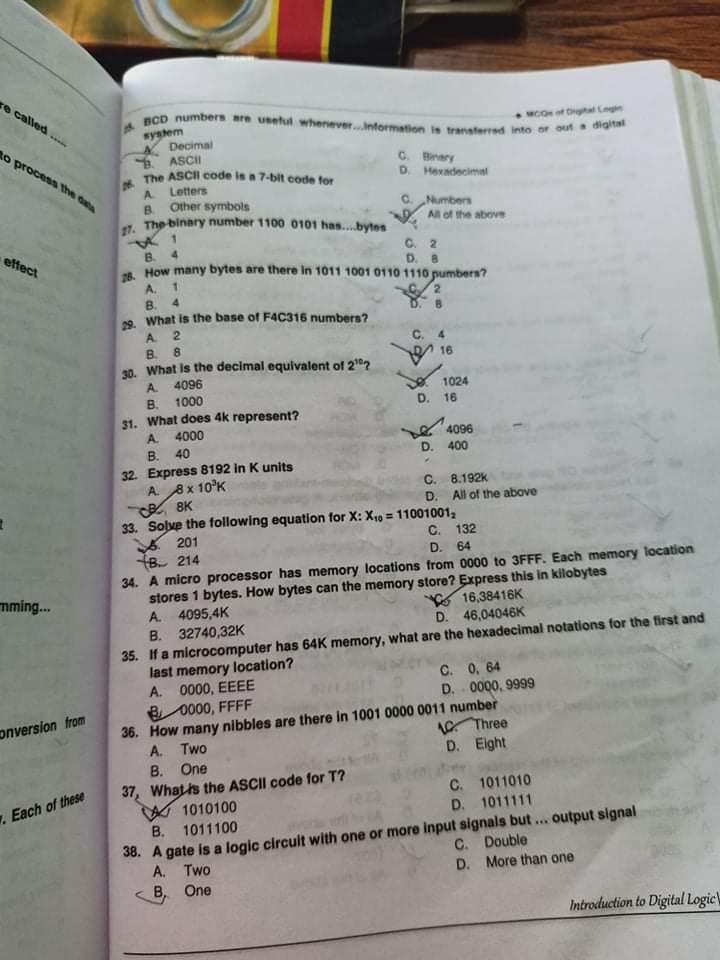 re called .....
to process the data
effect
mming...
onversion from
. Each of these
• MCQs of Digital Logic
25. BCD numbers are useful whenever...information is transferred into or out a digital
system
A. Decimal
B. ASCII
C. Binary
D. Hexadecimal
26. The ASCII code is a 7-bit code for
A. Letters
B. Other symbols
C. Numbers
D. All of the above
27. The binary number 1100 0101 has....bytes
A. 1
B. 4
C. 2
D. 8
28. How many bytes are there in 1011 1001 0110 1110 numbers?
A. 1
B. 4
C. 2
D. 8
29. What is the base of F4C316 numbers?
A. 2
B. 8
C. 4
D. 16
30. What is the decimal equivalent of 2¹⁰?
A. 4096
B. 1000
C. 1024
D. 16
31. What does 4k represent?
A. 4000
B. 40
C. 4096
D. 400
32. Express 8192 in K units
A. 8 x 10³K
B. 8K
C. 8.192k
D. All of the above
33. Solve the following equation for X: X₁₀ = 11001001₂
A. 201
B. 214
C. 132
D. 64
34. A micro processor has memory locations from 0000 to 3FFF. Each memory location
stores 1 bytes. How bytes can the memory store? Express this in kilobytes
A. 4095,4K
B. 32740,32K
C. 16,38416K
D. 46,04046K
35. If a microcomputer has 64K memory, what are the hexadecimal notations for the first and
last memory location?
A. 0000, EEEE
B. 0000, FFFF
C. 0, 64
D. 0000, 9999
36. How many nibbles are there in 1001 0000 0011 number
A. Two
B. One
C. Three
D. Eight
37, What is the ASCII code for T?
A. 1010100
B. 1011100
C. 1011010
D. 1011111
38. A gate is a logic circuit with one or more input signals but ... output signal
A. Two
B. One
C. Double
D. More than one
Introduction to Digital Logic\